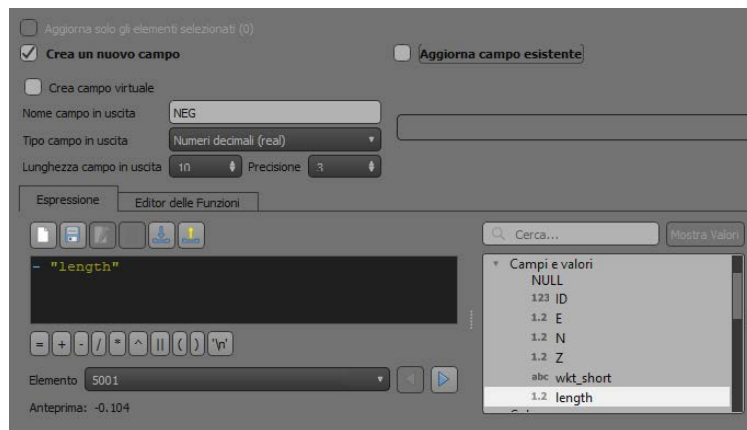 Aggiorna solo gli elementi selezionati (0)
Crea un nuovo campo
Aggiorna campo esistente
Crea campo virtuale
Nome campo in uscita NEG
Tipo campo in uscita Numeri decimali (real)
Lunghezza campo in uscita 10 Precisione 3
Espressione Editor delle Funzioni
Cerca... Mostra Valori
- "length"
= + - / * ^ || ( ) '\n'
Elemento 5001
Anteprima: -0.104
Campi e valori
NULL
123 ID
1.2 E
1.2 N
1.2 Z
abc wkt_short
1.2 length